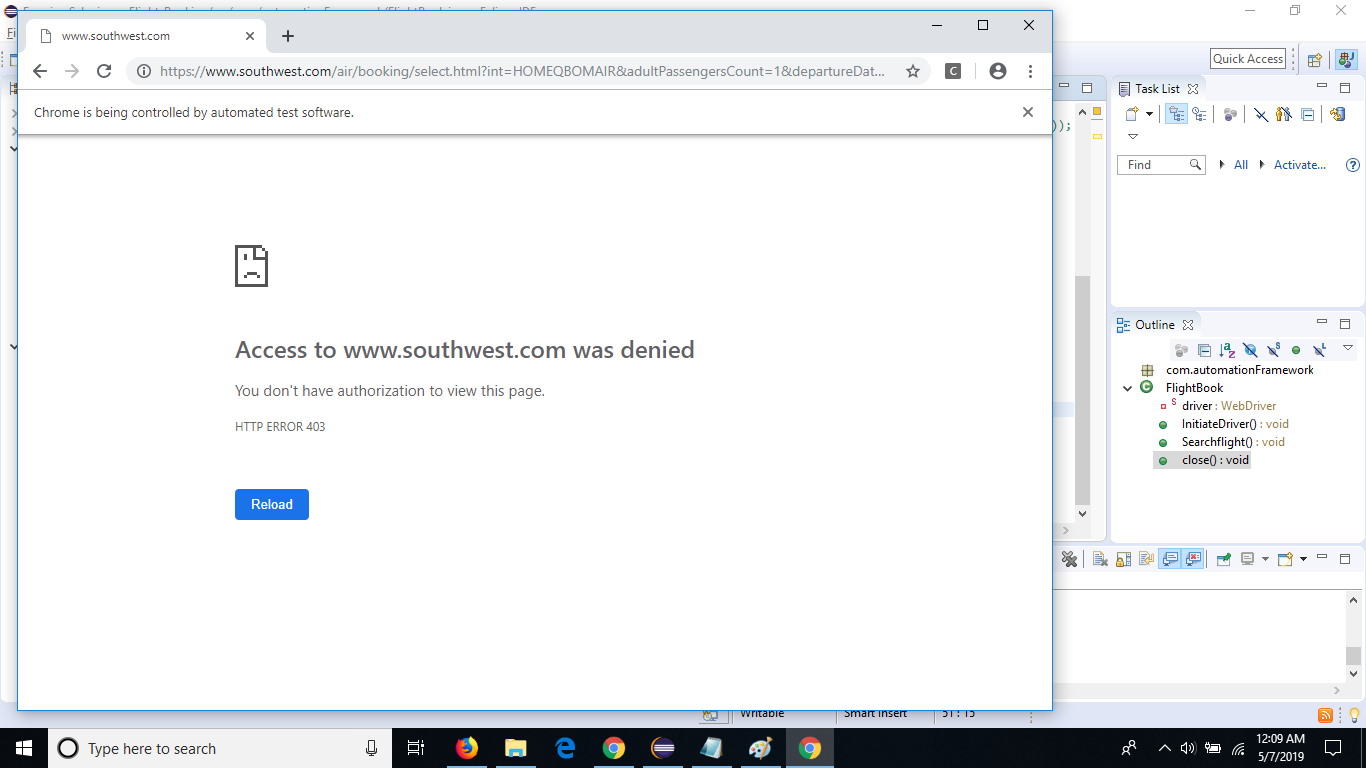 www.southwest.com
https://www.southwest.com/air/booking/select.html?int=HOMEQBOMAIR&adultPassengersCount=1&departureDat...
C
Chrome is being controlled by automated test software.
Access to www.southwest.com was denied
You don't have authorization to view this page.
HTTP ERROR 403
Reload
Fi
Quick Access
));
Task List
Find
All
Activate...
Outline
com.automationFramework
FlightBook
driver : WebDriver
InitiateDriver() : void
Searchflight() : void
close() : void
Writable
Smart Insert
51 : 15
Type here to search
12:09 AM
5/7/2019